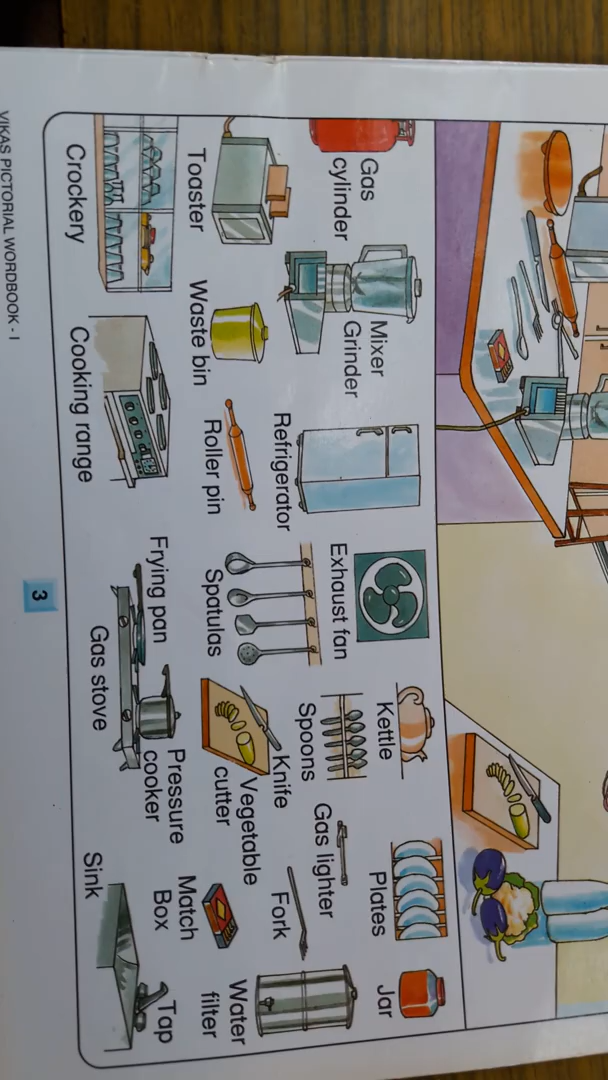 Gas
cylinder
Mixer
Grinder
Refrigerator
Exhaust fan
Kettle
Spoons
Plates
Jar
Toaster
Waste bin
Roller pin
Spatulas
Knife
Vegetable
cutter
Gas lighter
Fork
Water
filter
Crockery
Cooking range
Frying pan
Gas stove
Pressure
cooker
Match
Box
Sink
Tap
VIKAS PICTORIAL WORDBOOK - I
3